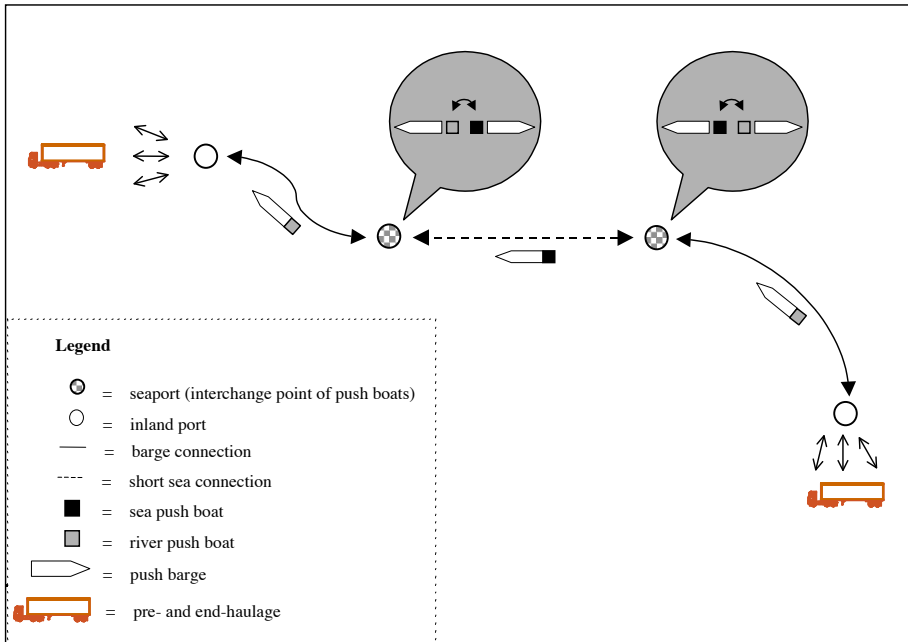 Legend
= seaport (interchange point of push boats)
= inland port
= barge connection
= short sea connection
= sea push boat
= river push boat
= push barge
= pre- and end-haulage